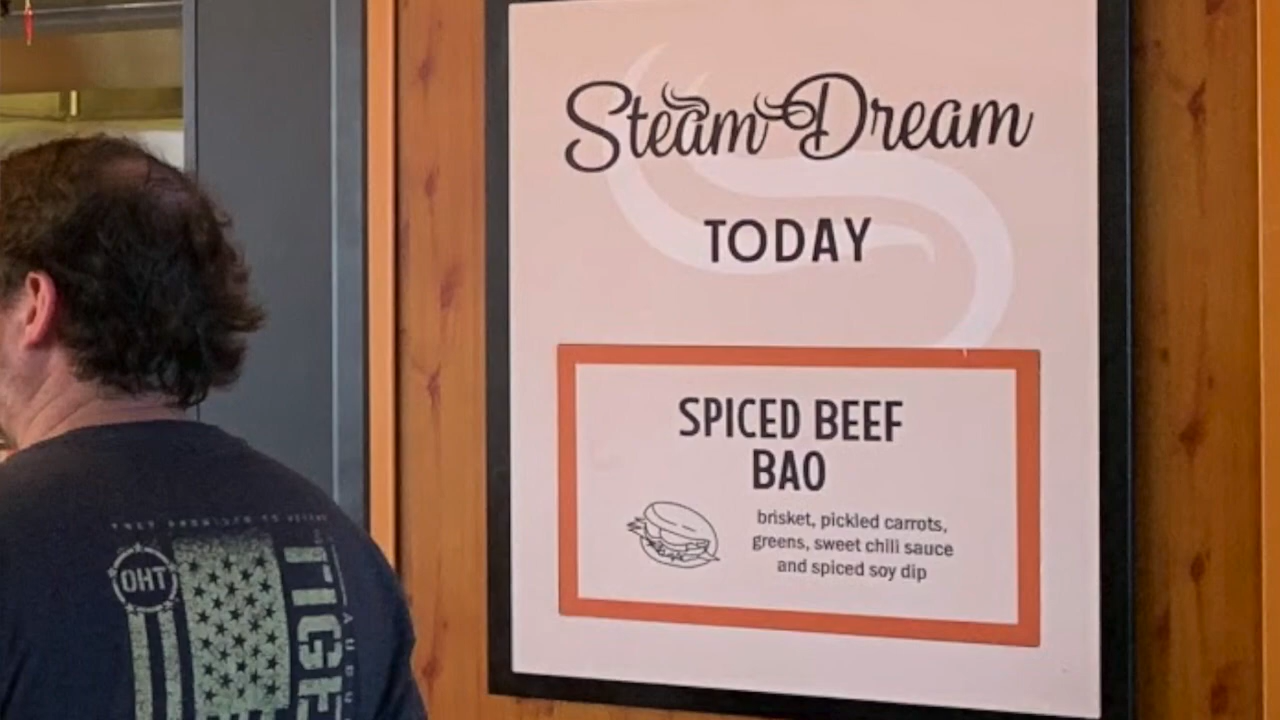 Steam Dream
TODAY
SPICED BEEF
BAO
brisket, pickled carrots,
greens, sweet chili sauce
and spiced soy dip
OHT